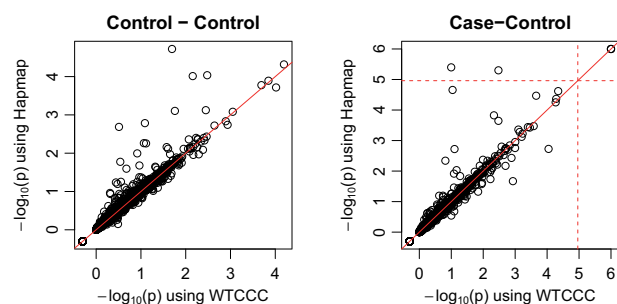 Control − Control
−log10(p) using Hapmap
4
3
2
1
0
0 1 2 3 4
−log10(p) using WTCCC
Case−Control
−log10(p) using Hapmap
6
5
4
3
2
1
0
0 1 2 3 4 5 6
−log10(p) using WTCCC